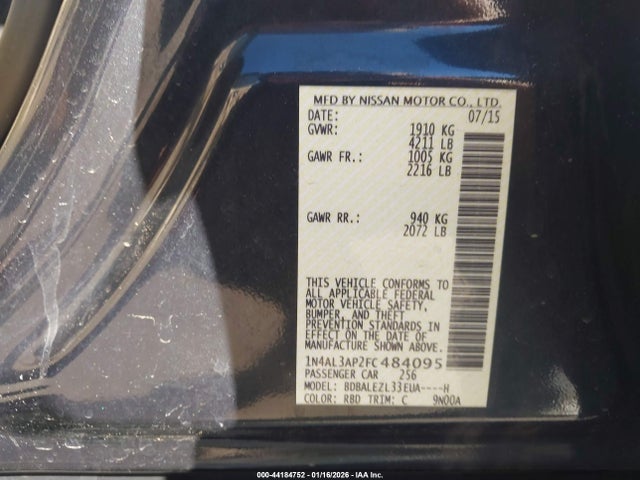 MFD BY NISSAN MOTOR CO., LTD.
DATE: 07/15
GVWR: 1910 KG
4211 LB
GAWR FR.: 1005 KG
2216 LB
GAWR RR.: 940 KG
2072 LB
THIS VEHICLE CONFORMS TO
ALL APPLICABLE FEDERAL
MOTOR VEHICLE SAFETY,
BUMPER, AND THEFT
PREVENTION STANDARDS
IN EFFECT ON THE DATE OF
MANUFACTURE SHOWN ABOVE.
1N4AL3AP2FC484095
PASSENGER CAR 256
MODEL: BDBALEZL33EUA----H
COLOR: RBD TRIM: C 9N00A
000-44184752 - 01/16/2026 - IAA Inc.